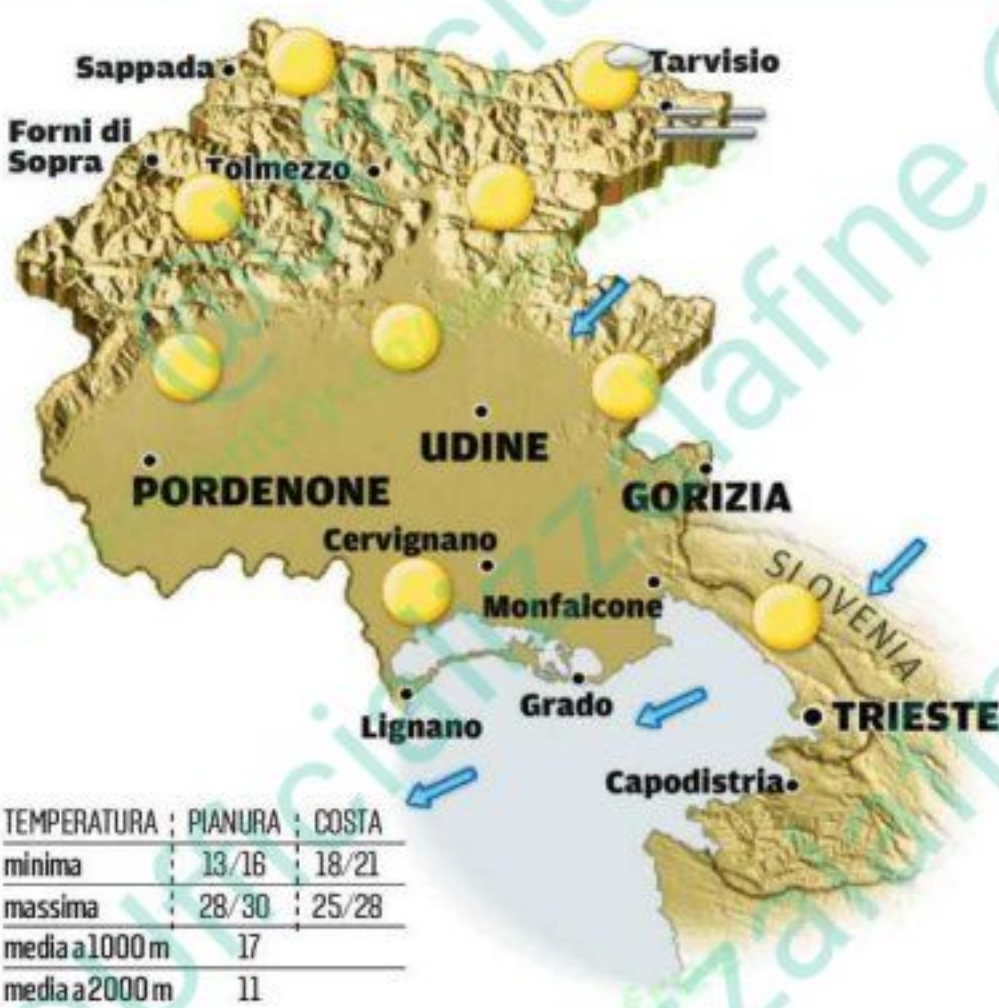 Sappada
Tarvisio
Forni di
Sopra
Tolmezzo
UDINE
PORDENONE
GORIZIA
Cervignano
SLOVENIA
Monfalcone
Grado
Lignano
TRIESTE
Capodistria
TEMPERATURA PIANURA COSTA
minima 13/16 18/21
massima 28/30 25/28
media a 1000 m 17
media a 2000 m 11